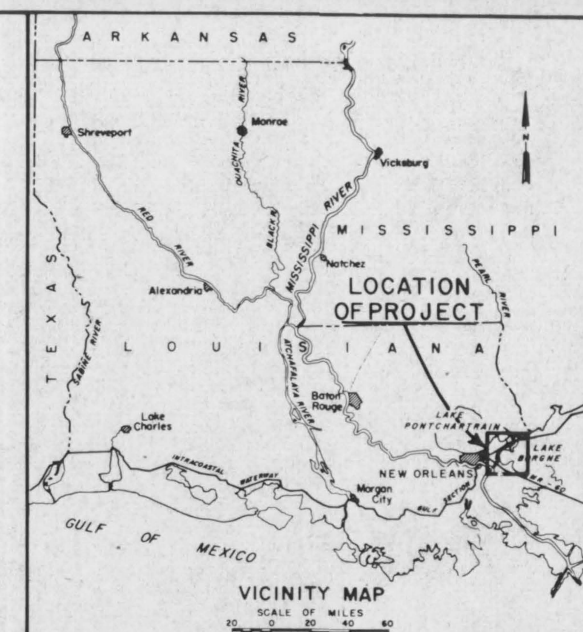 ARKANSAS
Shreveport
Monroe
OUACHITA RIVER
Vicksburg
N
RED RIVER
BLACK R.
MISSISSIPPI RIVER
MISSISSIPPI
Natchez
PEARL RIVER
TEXAS
SABINE RIVER
Alexandria
LOCATION
OF PROJECT
LOUISIANA
ATCHAFALAYA RIVER
Baton
Rouge
LAKE
PONTCHARTRAIN
LAKE
BORGNE
Lake
Charles
NEW ORLEANS
INTRACOASTAL
WATERWAY
Morgan
City
GULF SECTION
GULF OF MEXICO
VICINITY MAP
SCALE OF MILES
20 0 20 40 60